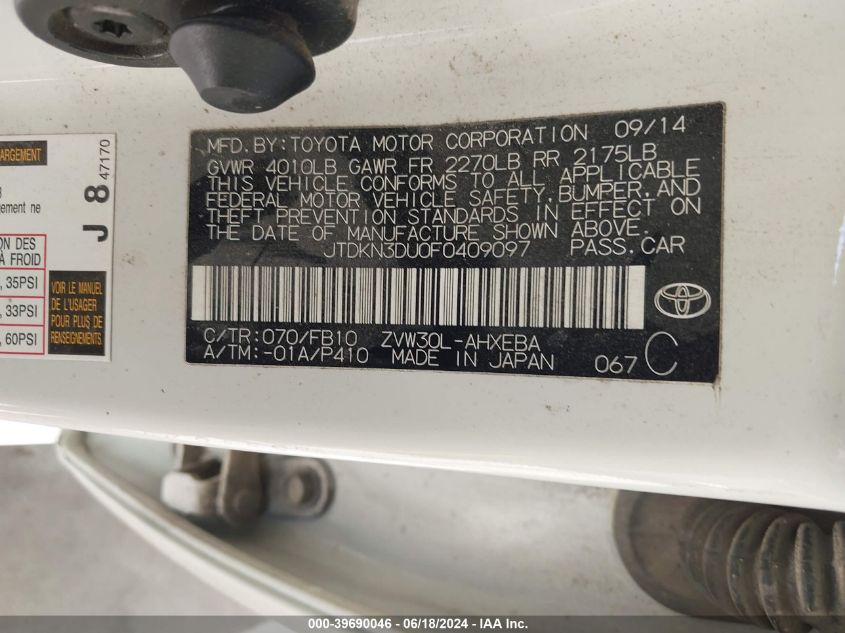 ARGEMENT
47170
J 8
3
gement ne
ON DES
À FROID
, 35PSI
, 33PSI
, 60PSI
VOIR LE MANUEL
DE L'USAGER
POUR PLUS DE
RENSEIGNEMENTS
MFD. BY: TOYOTA MOTOR CORPORATION 09/14
GVWR 4010LB GAWR FR 2270LB RR 2175LB
THIS VEHICLE CONFORMS TO ALL APPLICABLE
FEDERAL MOTOR VEHICLE SAFETY, BUMPER, AND
THEFT PREVENTION STANDARDS IN EFFECT ON
THE DATE OF MANUFACTURE SHOWN ABOVE.
JTDKN3DU0F0409097 PASS. CAR
C/TR: 070/FB10 ZVW30L-AHXEBA
A/TM: -01A/P410 MADE IN JAPAN 067 C
000-39690046 - 06/18/2024 - IAA Inc.